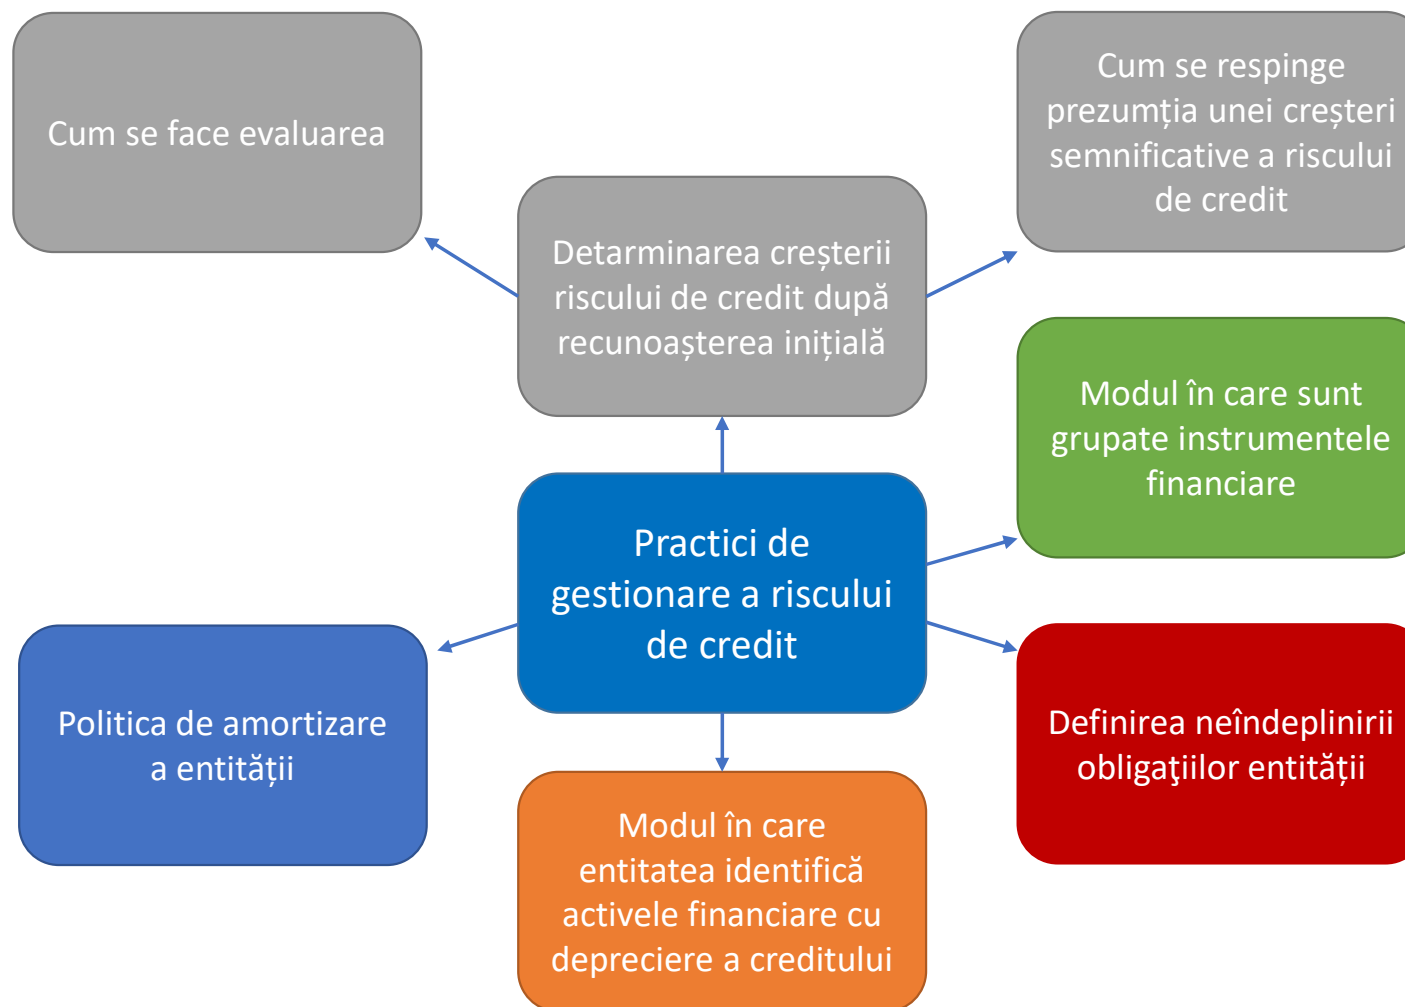 Cum se face evaluarea
Cum se respinge
prezumția unei creșteri
semnificative a riscului
de credit
Detarminarea creșterii
riscului de credit după
recunoașterea inițială
Modul în care sunt
grupate instrumentele
financiare
Practici de
gestionare a riscului
de credit
Politica de amortizare
a entității
Definirea neîndeplinirii
obligaţiilor entității
Modul în care
entitatea identifică
activele financiare cu
depreciere a creditului